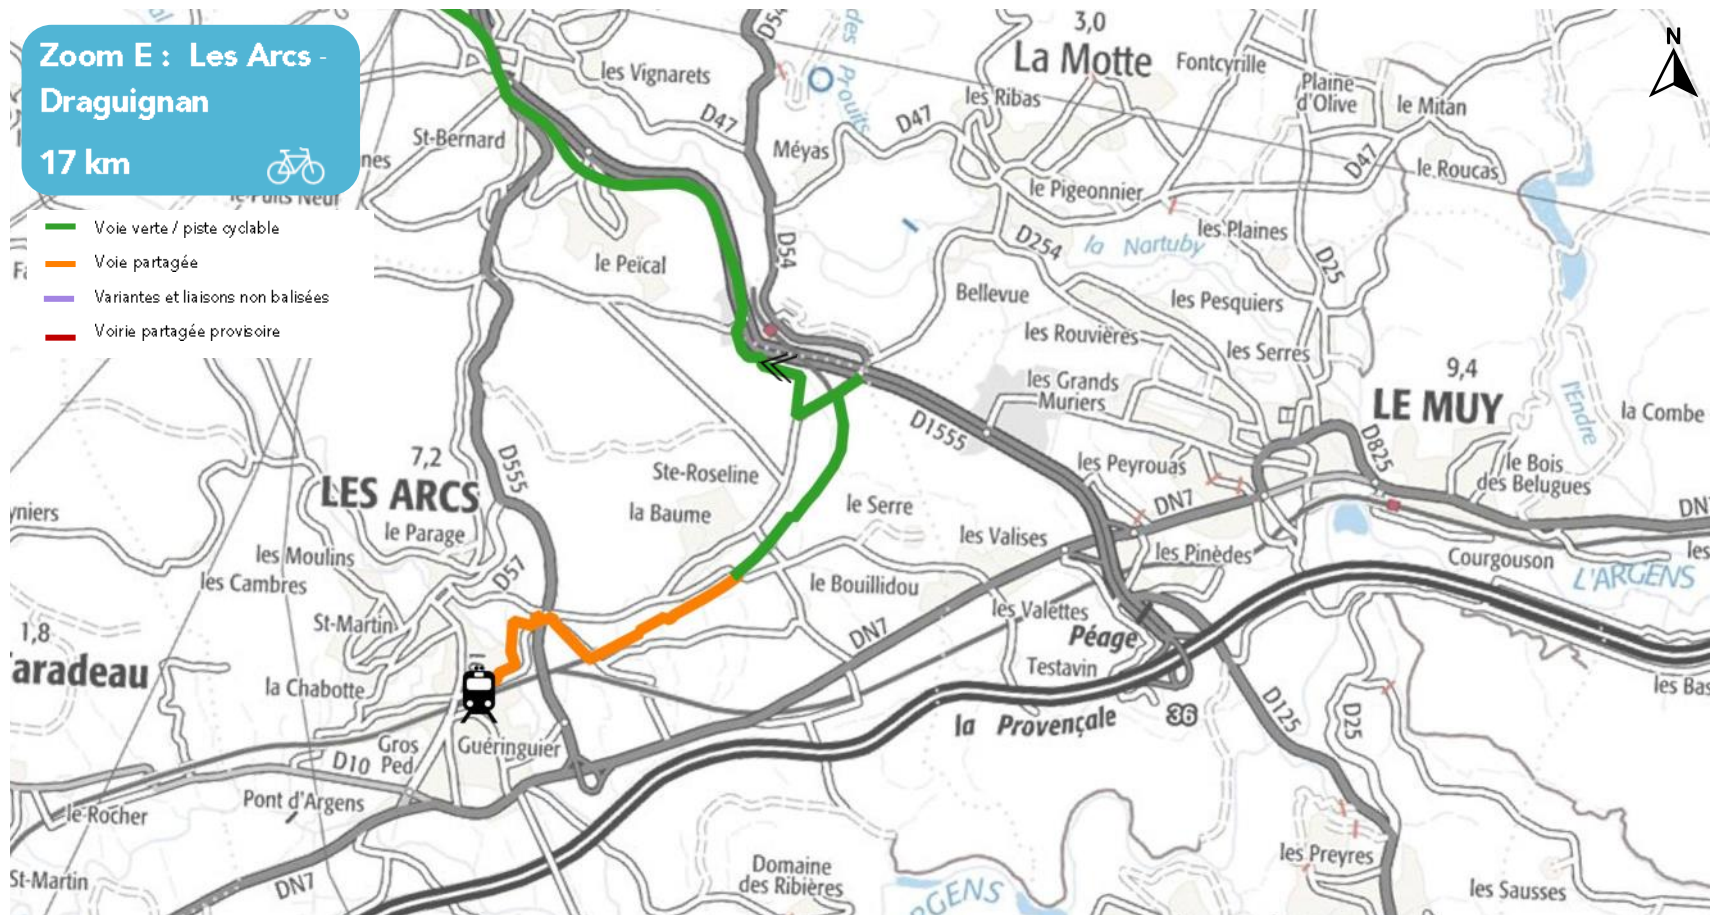 Zoom E : Les Arcs -
Draguignan
17 km
Voie verte / piste cyclable
Voie partagée
Variantes et liaisons non balisées
Voirie partagée provisoire
N
3,0
La Motte
Fontcyrille
Plaine
d'Olive
le Mitan
les Vignarets
les Ribas
D54
des Prouits
D47
D47
D47
St-Bernard
Méyas
le Roucas
le Pigeonnier
les Plaines
D254
la Nartuby
D54
D25
le Peïcal
Bellevue
les Pesquiers
les Rouvières
les Serres
les Grands
Muriers
9,4
LE MUY
la Combe
l'Endre
D1555
D825
7,2
LES ARCS
D555
Ste-Roseline
les Peyrouas
le Bois
des Belugues
DN7
la Baume
le Serre
le Parage
les Valises
les Pinèdes
Courgouson
L'ARGENS
les Moulins
les Cambres
D57
le Bouillidou
les Valettes
St-Martin
DN7
Péage
1,8
aradeau
Testavin
la Chabotte
les Bas
la Provençale
36
D125
D25
Gros
Ped
Guéringuier
D10
Pont d'Argens
le Rocher
les Preyres
Domaine
des Ribières
St-Martin
DN7
RGENS
les Sausses